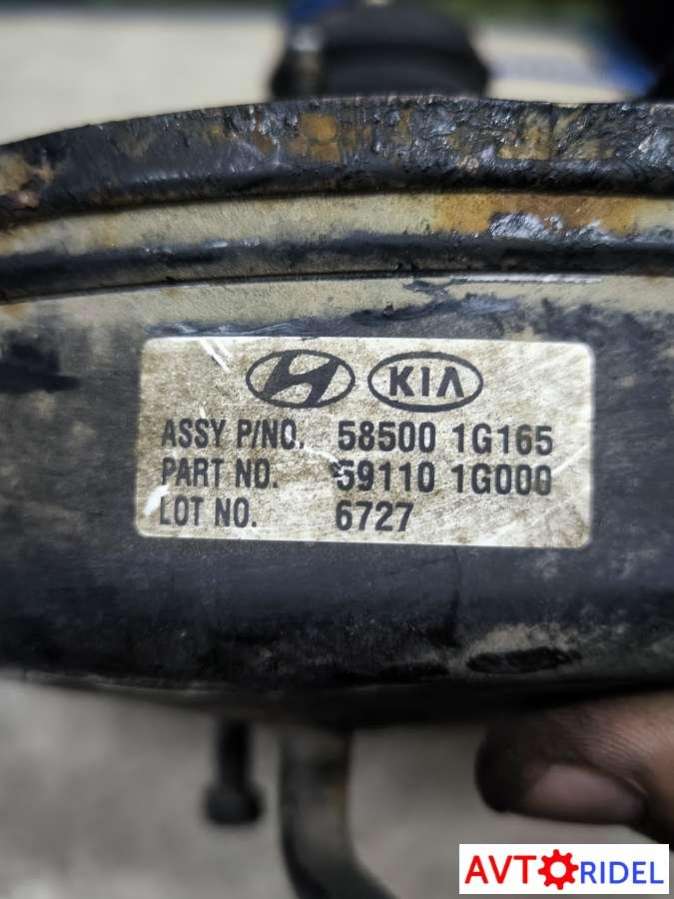 KIA
ASSY P/NO. 58500 1G165
PART NO. 59110 1G000
LOT NO. 6727
AVTORIDEL